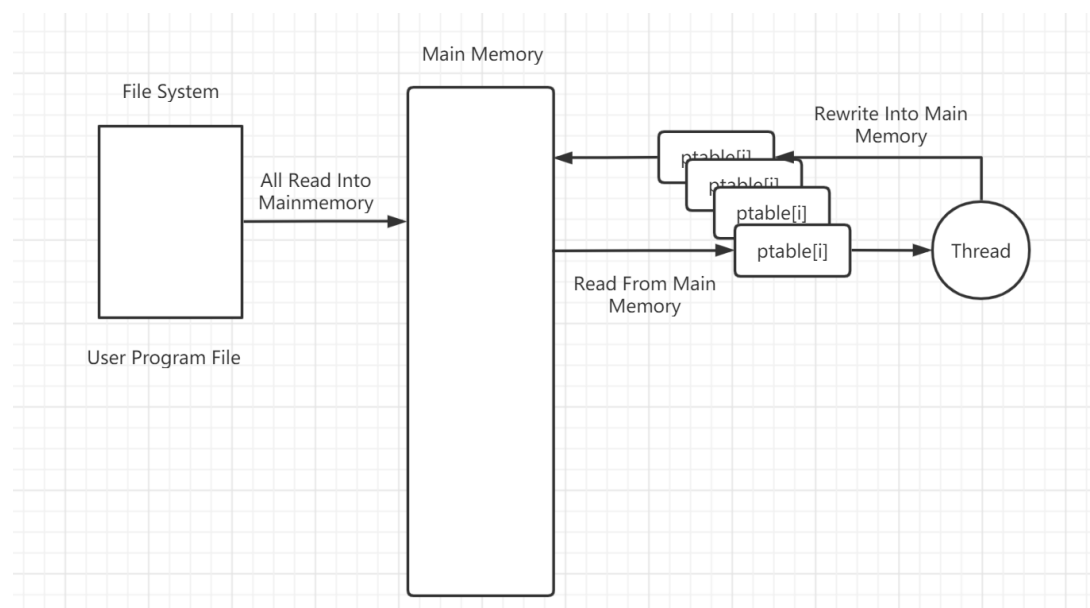 Main Memory
File System
All Read Into
Mainmemory
User Program File
Rewrite Into Main
Memory
ptable[i]
ptable[i]
ptable[i]
ptable[i]
Thread
Read From Main
Memory